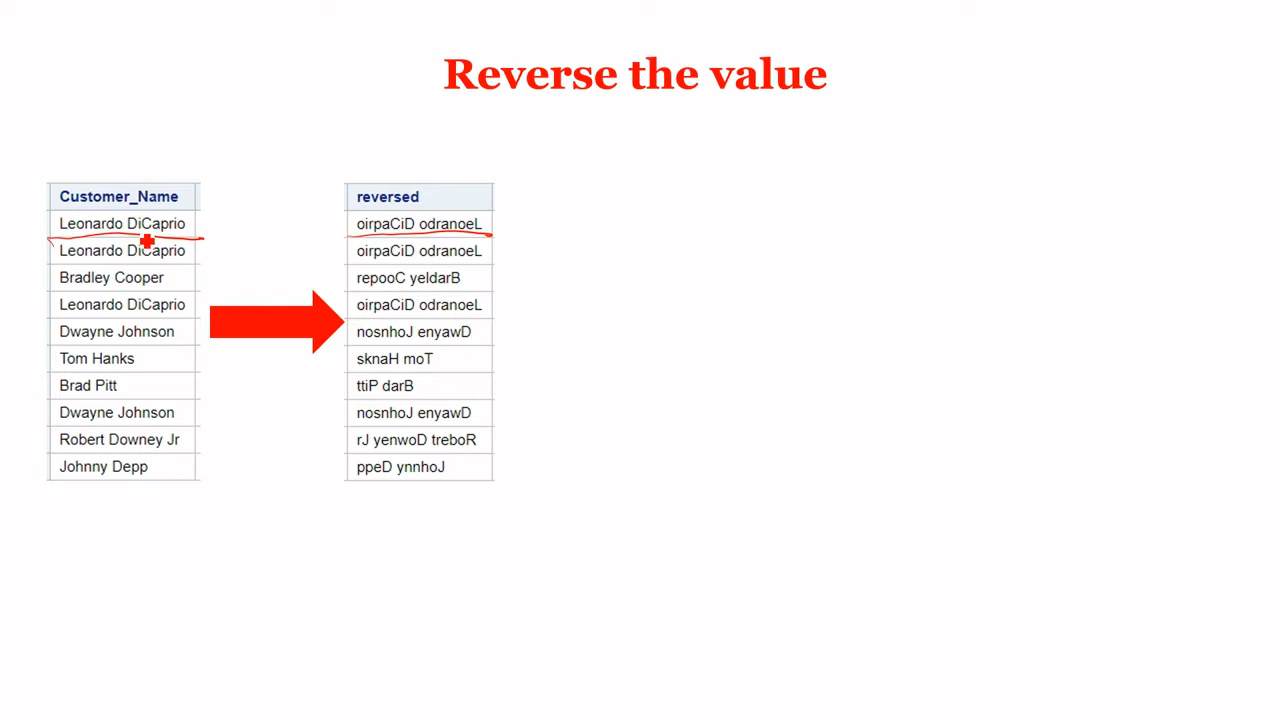 Reverse the value
Customer_Name
Leonardo DiCaprio
Leonardo DiCaprio
Bradley Cooper
Leonardo DiCaprio
Dwayne Johnson
Tom Hanks
Brad Pitt
Dwayne Johnson
Robert Downey Jr
Johnny Depp
reversed
oirpaCiD odranoeL
oirpaCiD odranoeL
repooC yeldarB
oirpaCiD odranoeL
nosnhoJ enyawD
sknaH moT
ttiP darB
nosnhoJ enyawD
rJ yenwoD treboR
ppeD ynnhoJ